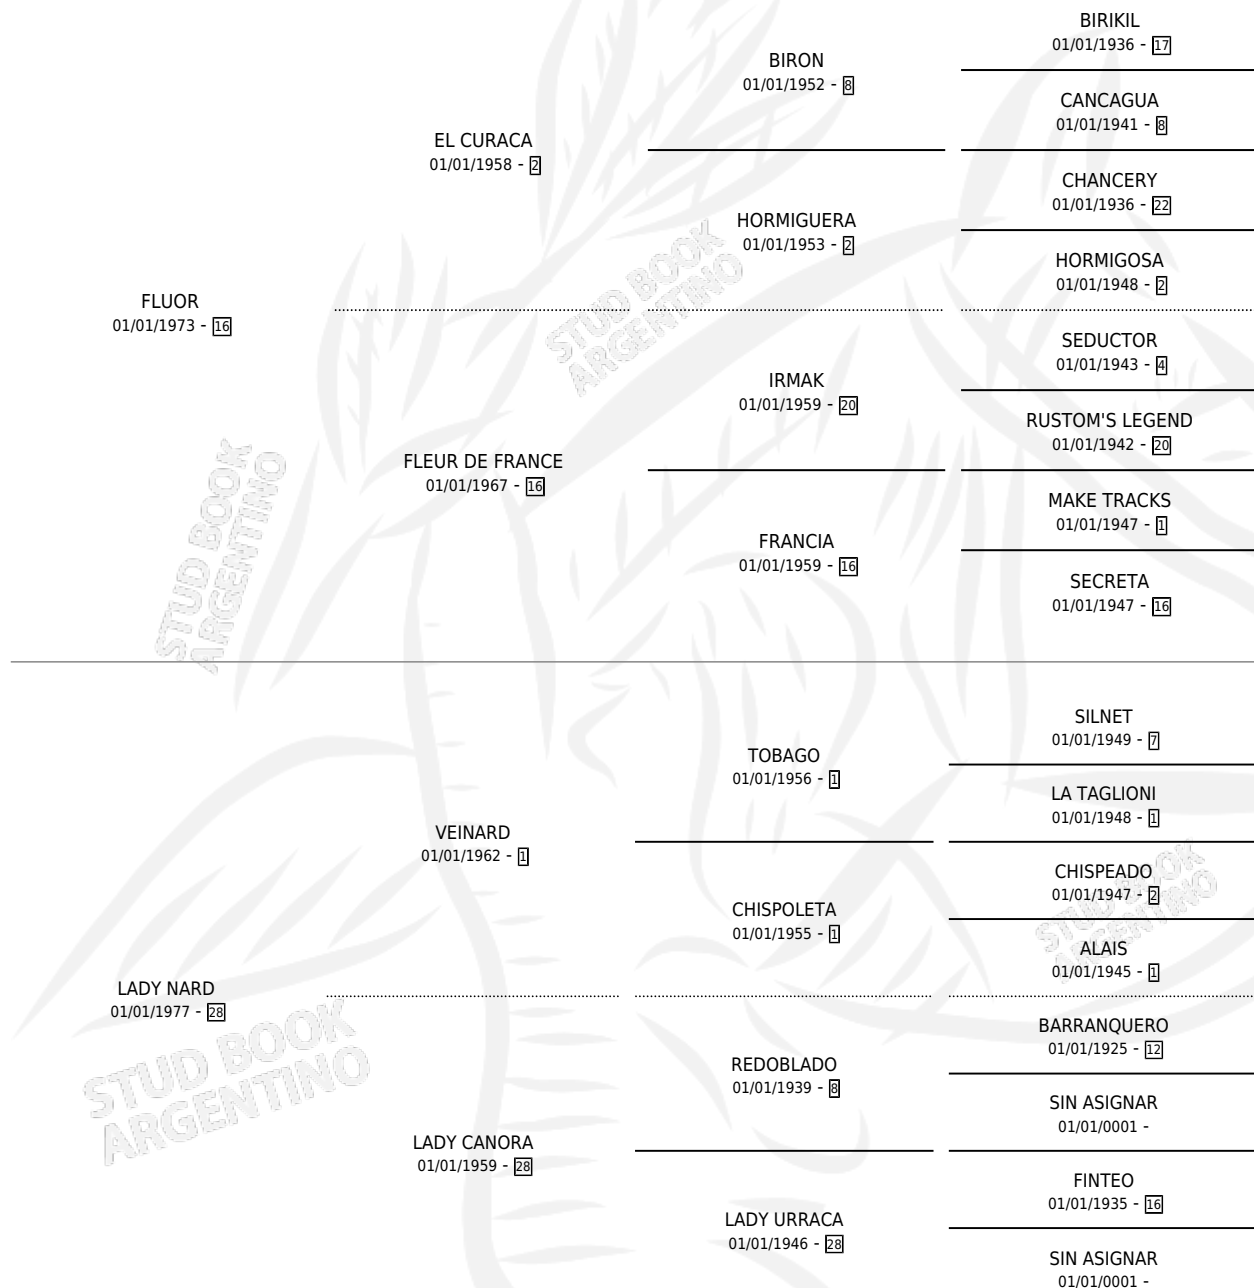 BIRIKIL
01/01/1936 - 17
BIRON
01/01/1952 - 8
CANCAGUA
01/01/1941 - 8
EL CURACA
01/01/1958 - 2
CHANCERY
01/01/1936 - 22
HORMIGUERA
01/01/1953 - 2
HORMIGOSA
01/01/1948 - 2
FLUOR
01/01/1973 - 16
STUD BOOK
ARGENTINO
SEDUCTOR
01/01/1943 - 4
IRMAK
01/01/1959 - 20
RUSTOM'S LEGEND
01/01/1942 - 20
FLEUR DE FRANCE
01/01/1967 - 16
MAKE TRACKS
01/01/1947 - 1
FRANCIA
01/01/1959 - 16
SECRETA
01/01/1947 - 16
STUD BOOK
ARGENTINO
SILNET
01/01/1949 - 7
TOBAGO
01/01/1956 - 1
LA TAGLIONI
01/01/1948 - 1
VEINARD
01/01/1962 - 1
CHISPEADO
01/01/1947 - 2
CHISPOLETA
01/01/1955 - 1
STUD BOOK
ARGENTINO
ALAIS
01/01/1945 - 1
LADY NARD
01/01/1977 - 28
BARRANQUERO
01/01/1925 - 12
REDOBLADO
01/01/1939 - 8
STUD BOOK
ARGENTINO
SIN ASIGNAR
01/01/0001 -
LADY CANORA
01/01/1959 - 28
FINTEO
01/01/1935 - 16
LADY URRACA
01/01/1946 - 28
SIN ASIGNAR
01/01/0001 -